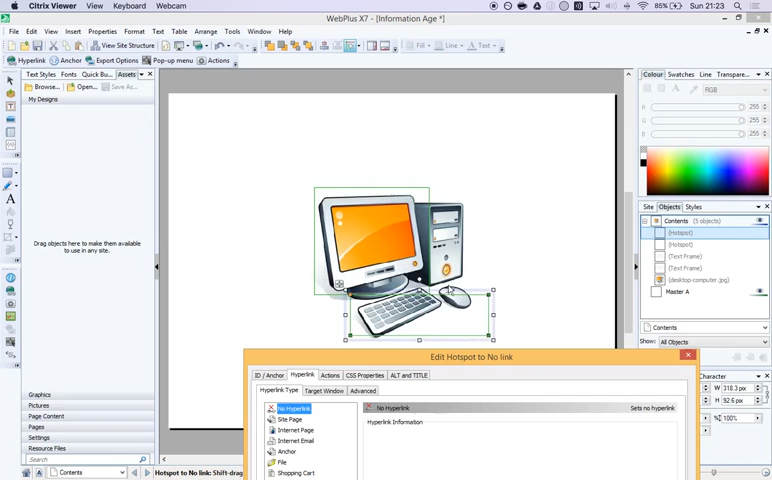 Citrix Viewer View Keyboard Webcam 85% Sun 21:23
WebPlus X7 - [Information Age *]
File Edit View Insert Properties Format Text Table Arrange Tools Window Help
View Site Structure Fill Line Text
Hyperlink Anchor Export Options Pop-up menu Actions
Text Styles Fonts Quick Bu... Assets
Browse... Open... Save As...
My Designs
Drag objects here to make them available
to use in any site.
Graphics
Pictures
Page Content
Pages
Settings
Resource Files
Search
Contents
Hotspot to No link: Shift-drag
Colour Swatches Line Transpare...
RGB
R 255
G 255
B 255
Site Objects Styles
Contents (5 objects)
(Hotspot)
(Hotspot)
(Text Frame)
(Text Frame)
(desktop-computer.jpg)
Master A
Contents
Show: All Objects
Character
W 318.3 px
H 92.6 px
100%
Edit Hotspot to No link
ID / Anchor Hyperlink Actions CSS Properties ALT and TITLE
Hyperlink Type Target Window Advanced
No Hyperlink
Site Page
Internet Page
Internet Email
Anchor
File
Shopping Cart
No Hyperlink Sets no hyperlink
Hyperlink Information